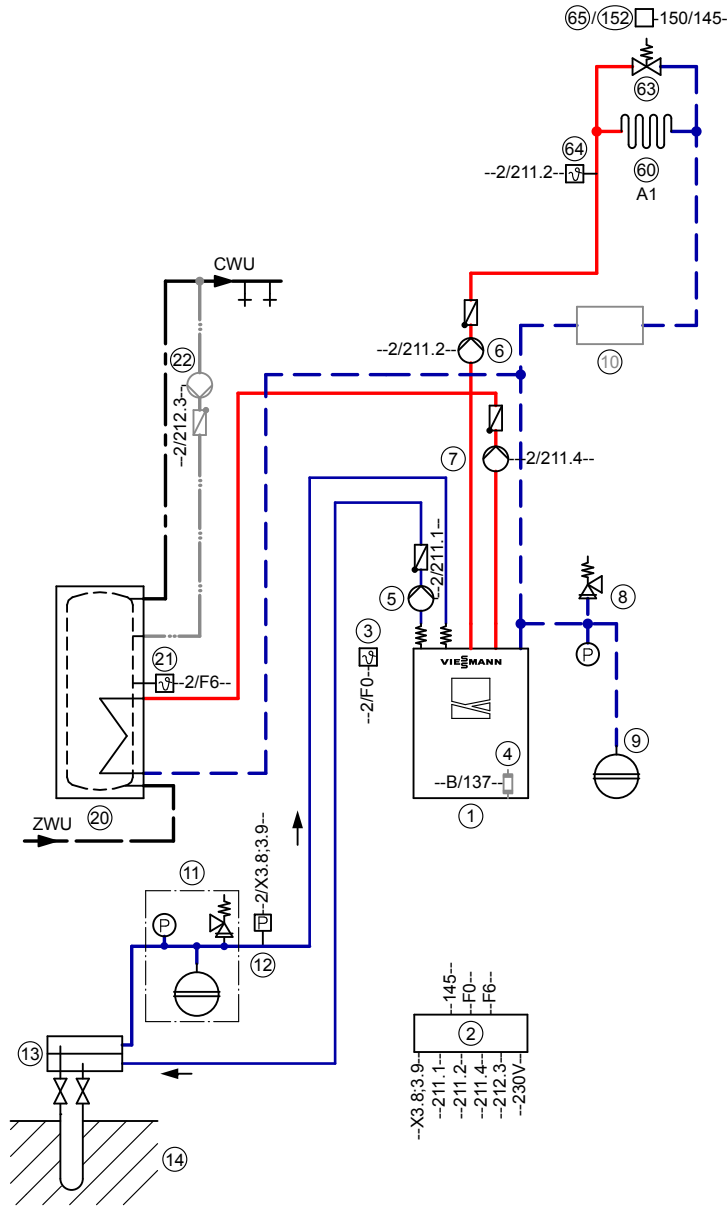 65/152 -150/145-
63
64
--2/211.2--
60
A1
CWU
22
--2/212.3--
--2/211.2--
6
10
7
--2/211.4--
--2/211.1--
5
3
--2/F0--
8
P
VIESSMANN
21
--2/F6--
4
--B/137--
9
1
20
ZWU
11
--2/X3.8;3.9--
P
P
12
13
14
-145--
F0--
F6--
2
--X3.8;3.9
---211.1--
---211.2--
---211.4--
---212.3--
--230V--